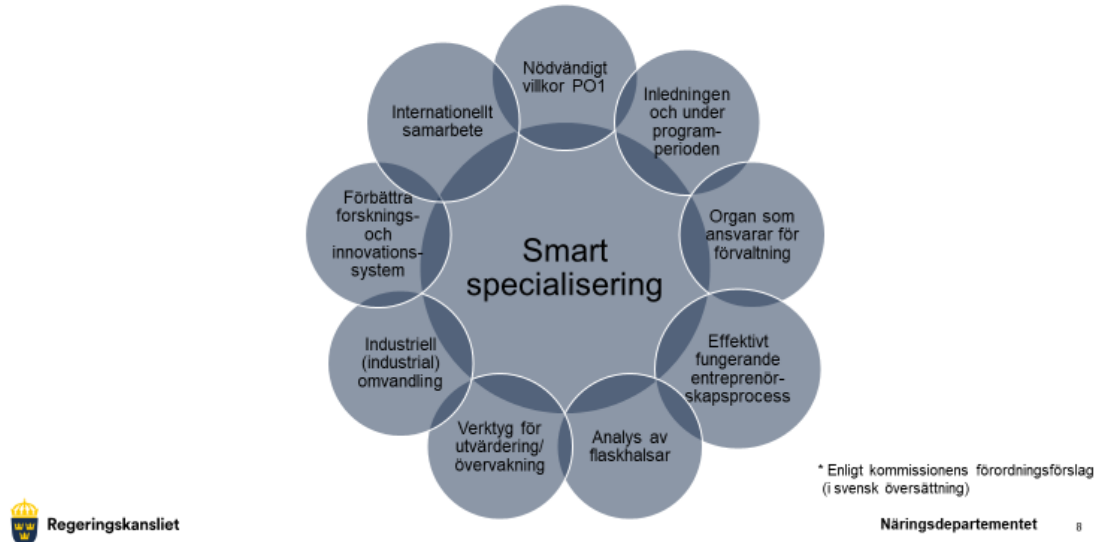 Nödvändigt
villkor PO1
Inledningen
och under
program-
perioden
Organ som
ansvarar för
förvaltning
Effektivt
fungerande
entreprenör-
skapsprocess
Analys av
flaskhalsar
Verktyg för
utvärdering/
övervakning
Industriell
(industrial)
omvandling
Förbättra
forsknings-
och
innovations-
system
Internationellt
samarbete
Smart
specialisering
* Enligt kommissionens förordningsförslag
(i svensk översättning)
Regeringskansliet
Näringsdepartementet 8